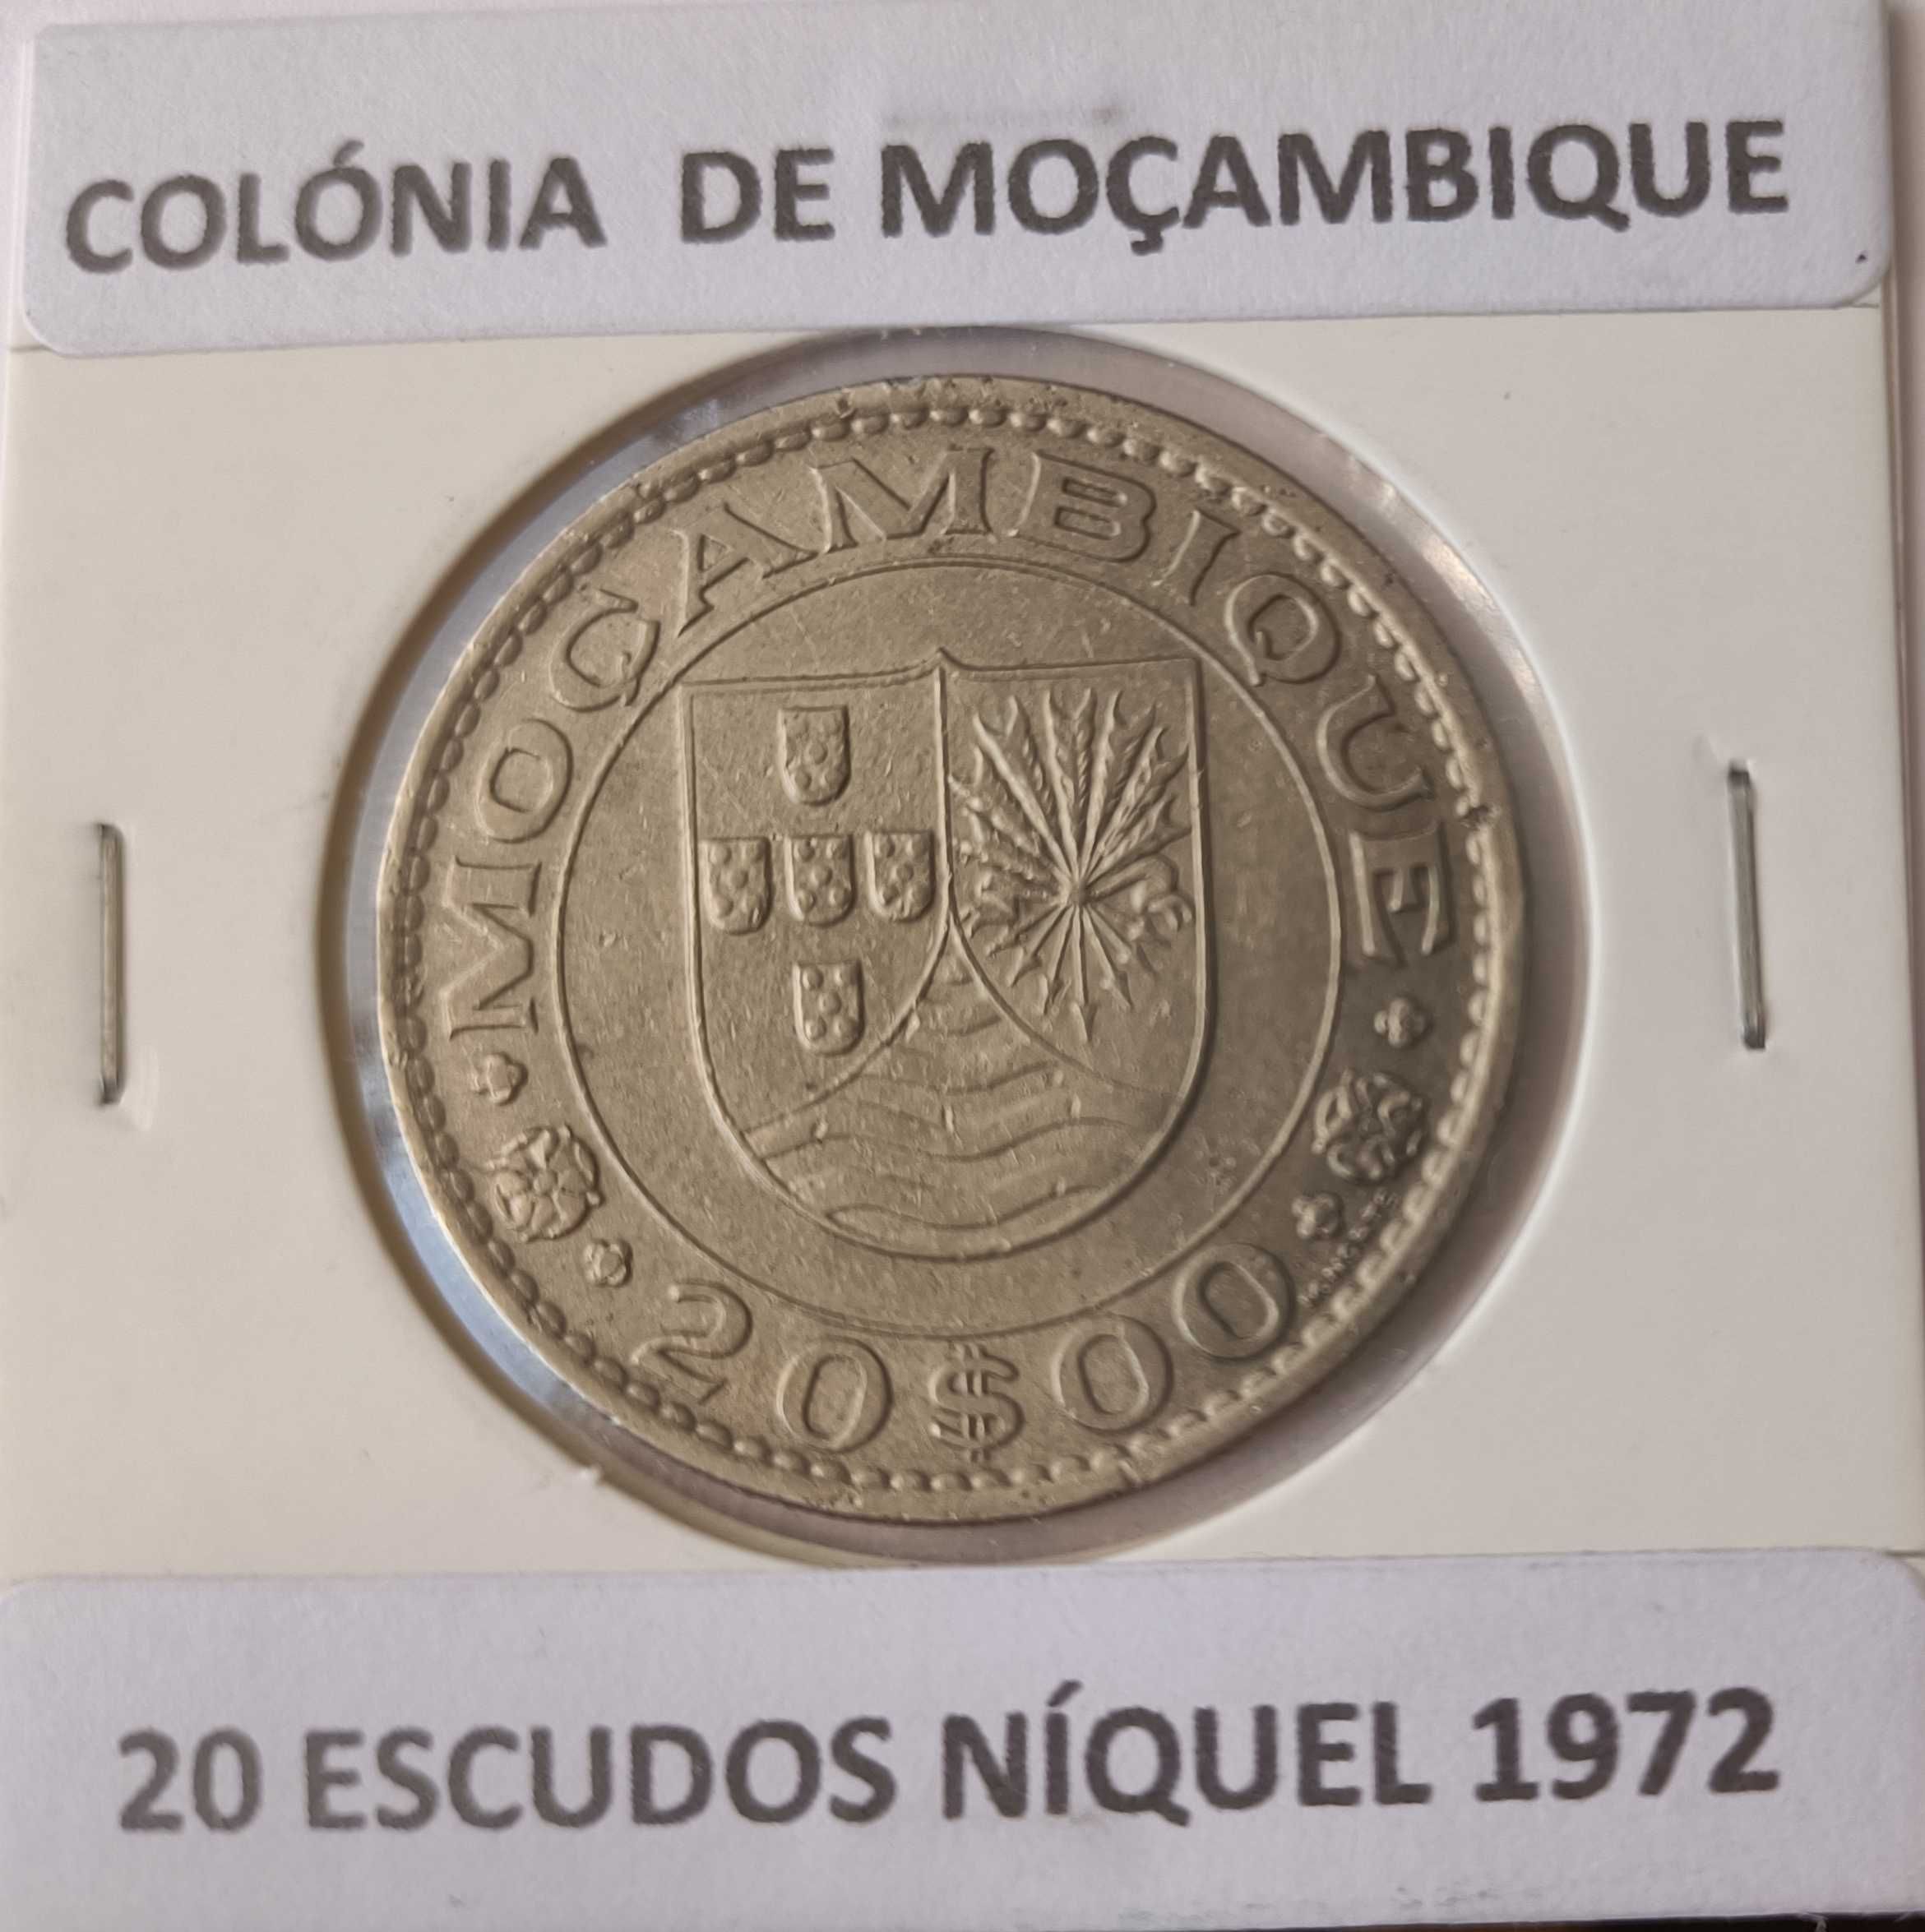 COLÓNIA DE MOÇAMBIQUE
MOÇAMBIQUE
20$00
20 ESCUDOS NÍQUEL 1972